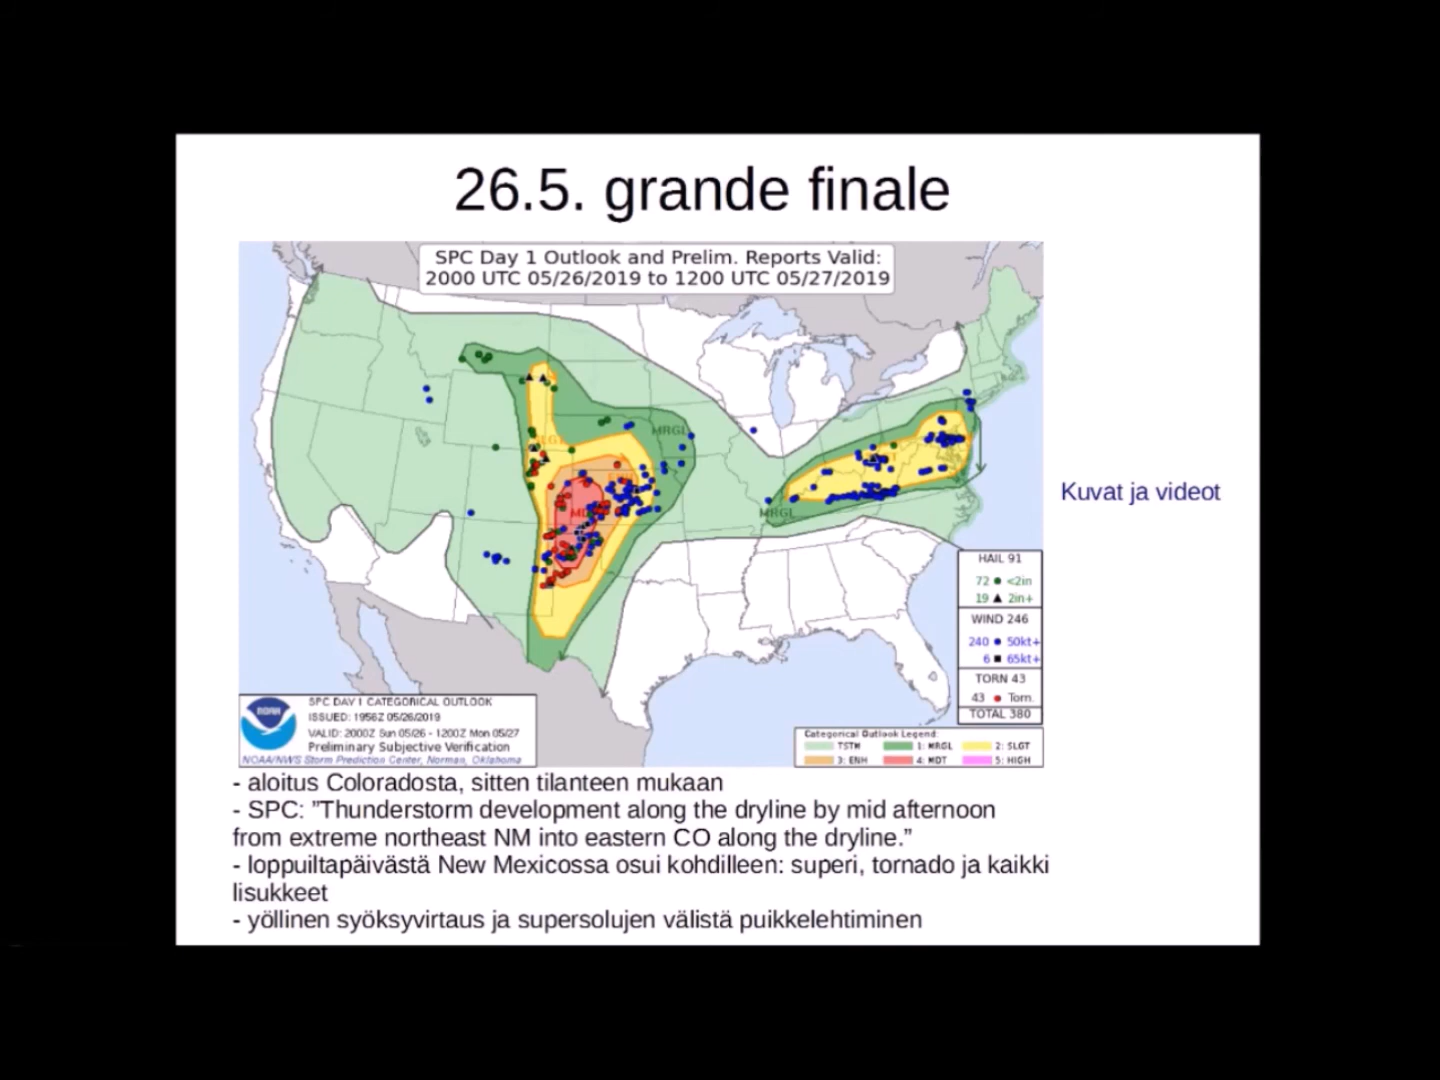 26.5. grande finale
SPC Day 1 Outlook and Prelim. Reports Valid:
2000 UTC 05/26/2019 to 1200 UTC 05/27/2019
MRGL
MRGL
Kuvat ja videot
HAIL 91
72 <2in
19 2in+
WIND 246
240 50kt+
6 65kt+
TORN 43
43 Torn.
TOTAL 380
NOAA
SPC DAY 1 CATEGORICAL OUTLOOK
ISSUED: 1956Z 05/26/2019
VALID: 2000Z Sun 05/26 - 1200Z Mon 05/27
Preliminary Subjective Verification
NOAA/NWS Storm Prediction Center, Norman, Oklahoma
Categorical Outlook Legend:
TSTM 1: MRGL 2: SLGT
3: ENH 4: MDT 5: HIGH
- aloitus Coloradosta, sitten tilanteen mukaan
- SPC: ”Thunderstorm development along the dryline by mid afternoon
from extreme northeast NM into eastern CO along the dryline.”
- loppuiltapäivästä New Mexicossa osui kohdilleen: superi, tornado ja kaikki
lisukkeet
- yöllinen syöksyvirtaus ja supersolujen välistä puikkelehtiminen